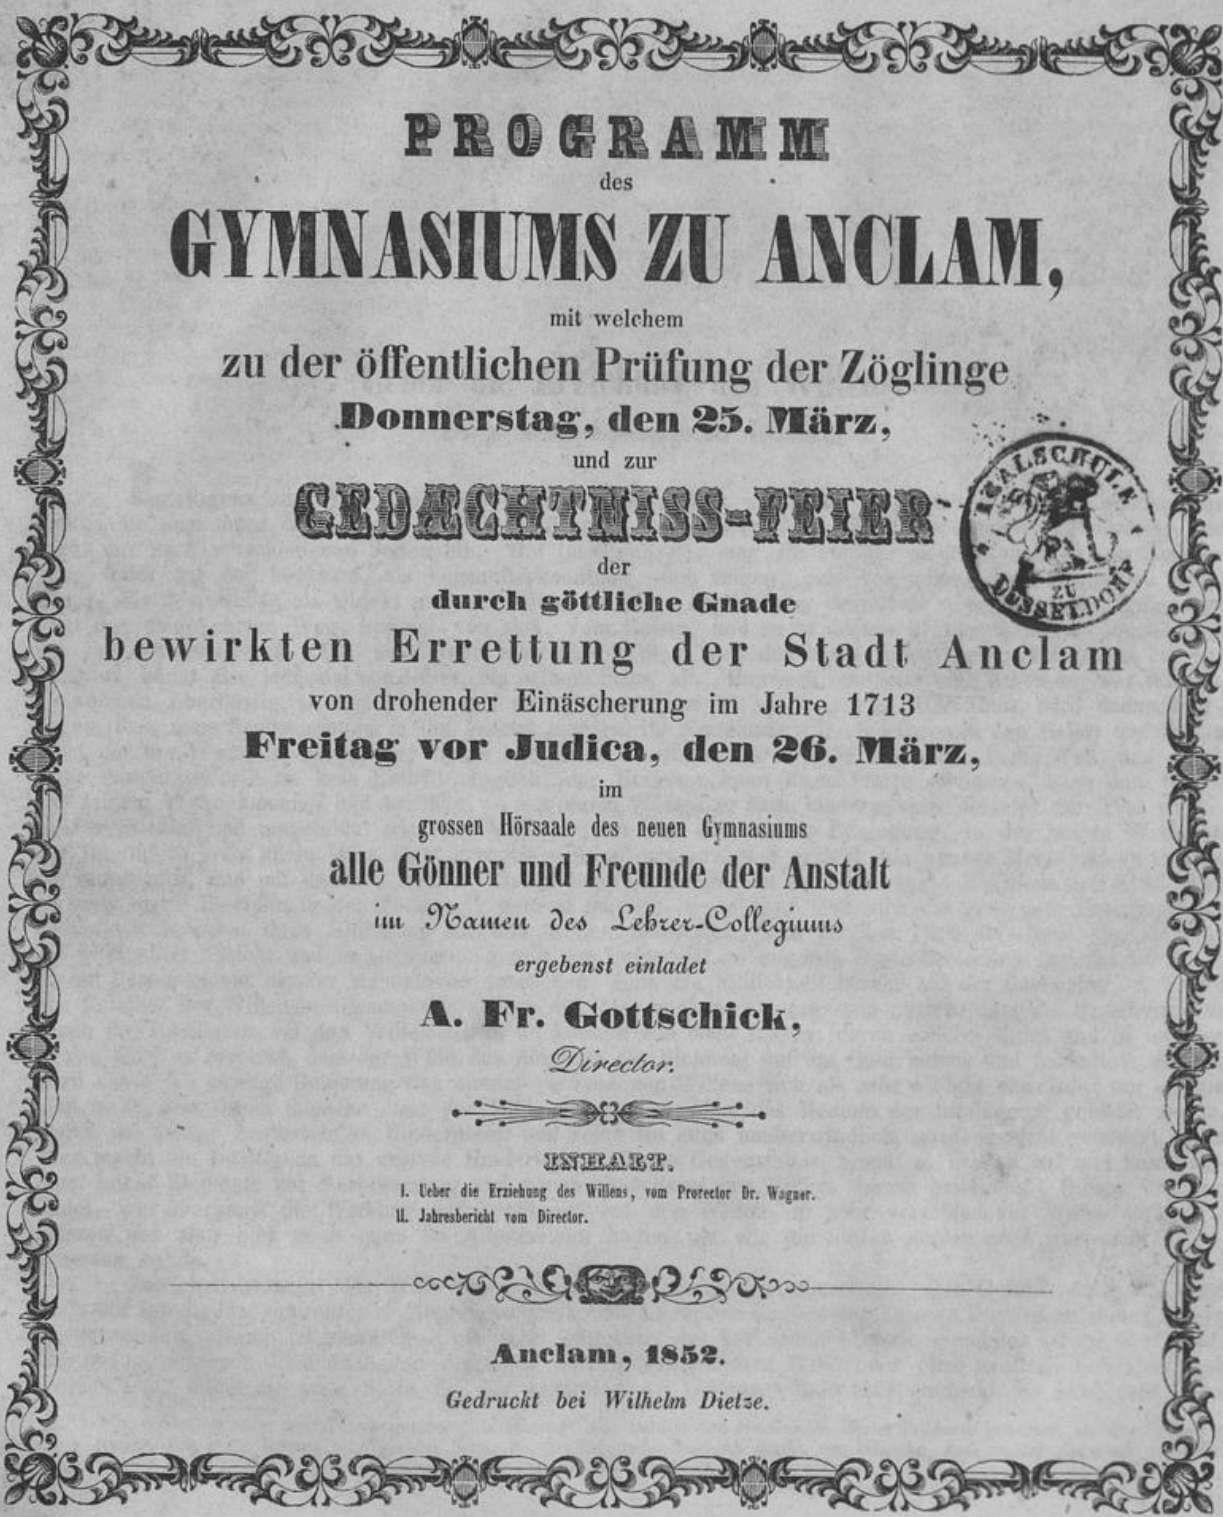 PROGRAMM
des
GYMNASIUMS ZU ANCLAM,
mit welchem
zu der öffentlichen Prüfung der Zöglinge
Donnerstag, den 25. März,
und zur
GEDÆCHTNISS-FEIER
der
durch göttliche Gnade
bewirkten Errettung der Stadt Anclam
von drohender Einäscherung im Jahre 1713
Freitag vor Judica, den 26. März,
im
grossen Hörsaale des neuen Gymnasiums
alle Gönner und Freunde der Anstalt
im Namen des Lehrer-Collegiums
ergebenst einladet
A. Fr. Gottschick,
Director.
INHALT.
I. Ueber die Erziehung des Willens, vom Prorector Dr. Wagner.
II. Jahresbericht vom Director.
Anclam, 1852.
Gedruckt bei Wilhelm Dietze.
REALSCHULE
ZU
DUSSELDORF